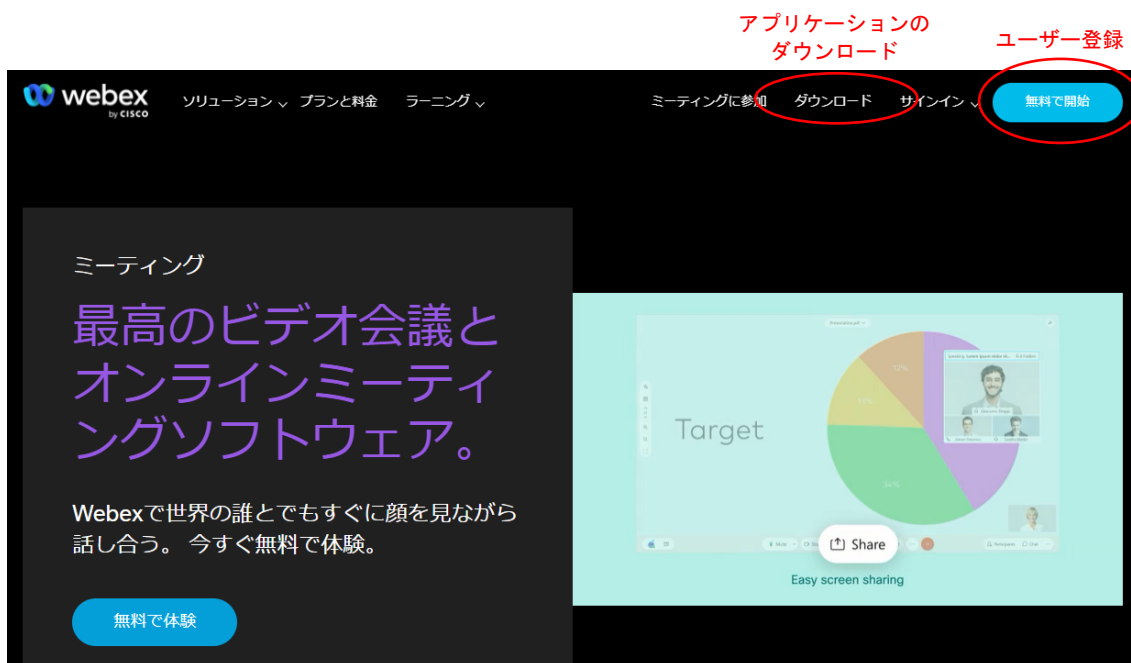 アプリケーションの
ダウンロード
ユーザー登録
webex
by CISCO
ソリューション
プランと料金
ラーニング
ミーティングに参加
ダウンロード
サインイン
無料で開始
ミーティング
最高のビデオ会議と
オンラインミーティ
ングソフトウェア。
Webexで世界の誰とでもすぐに顔を見ながら
話し合う。 今すぐ無料で体験。
無料で体験
Target
12%
34%
Mute
Share
Participants
Chat
Easy screen sharing